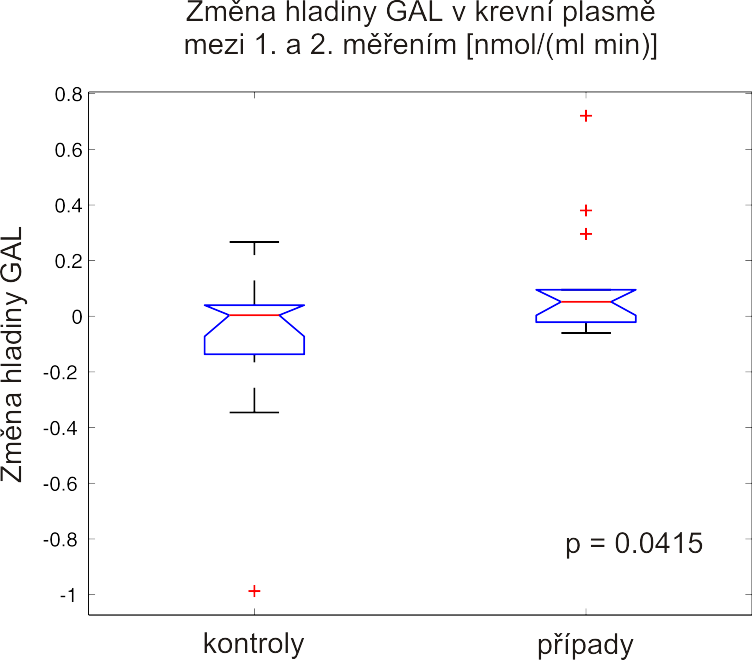 Změna hladiny GAL v krevní plasmě
mezi 1. a 2. měřením [nmol/(ml min)]
Změna hladiny GAL
0.8
0.6
0.4
0.2
0
-0.2
-0.4
-0.6
-0.8
-1
p = 0.0415
kontroly
případy